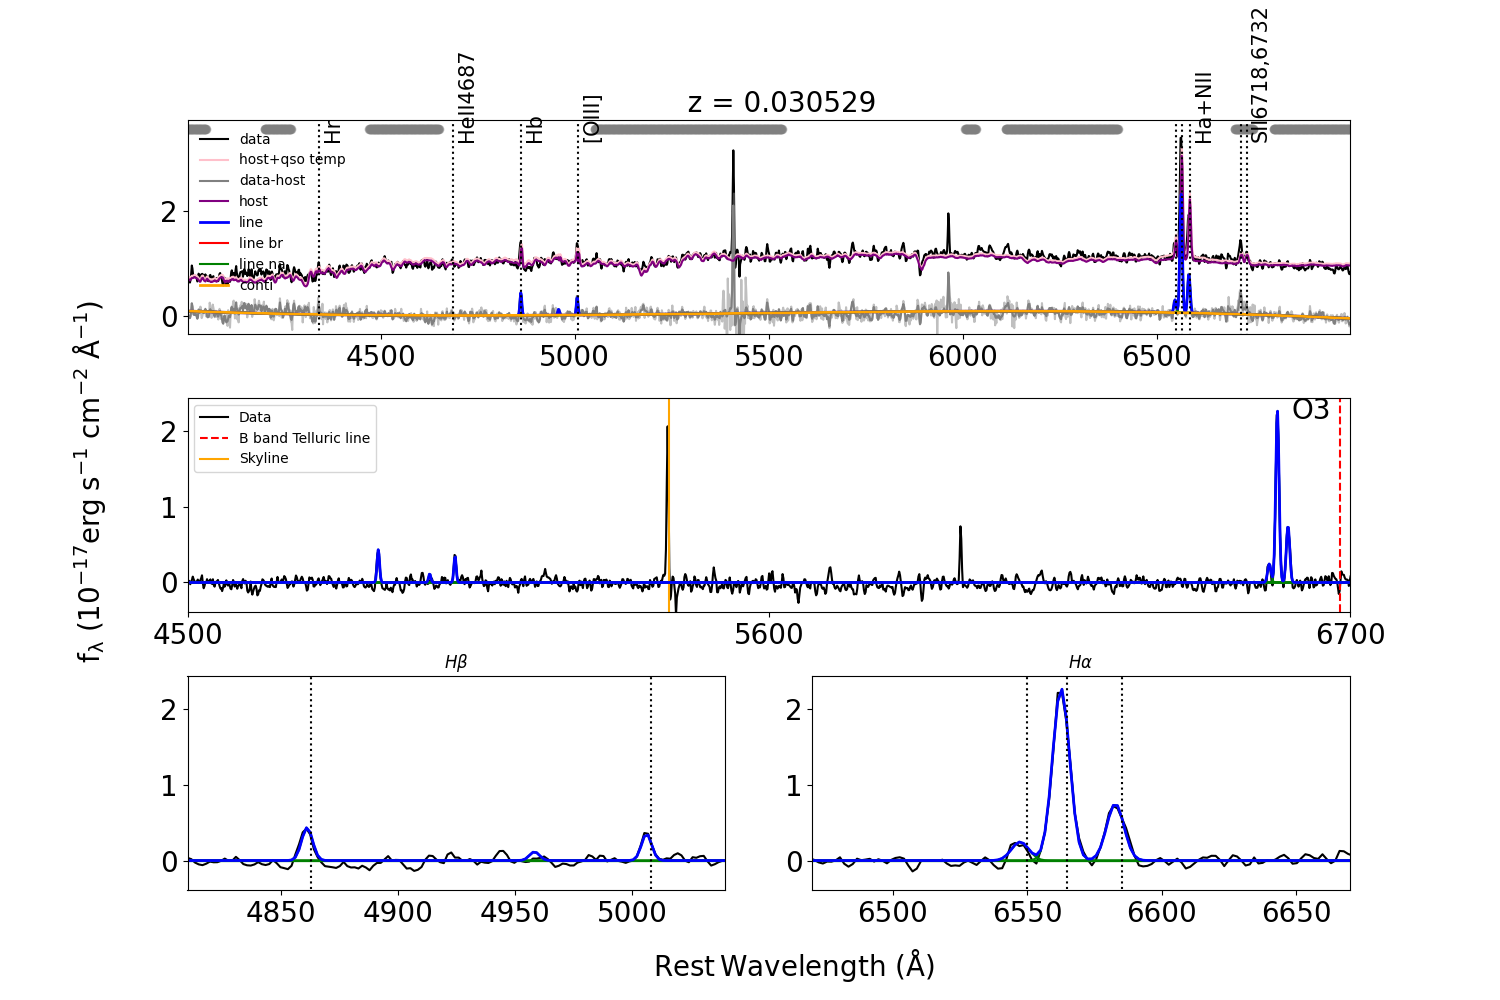 z = 0.030529
Hr
HeII4687
Hb
[OIII]
Ha+NII
SII6718,6732
data
host+qso temp
data-host
host
line
line br
line na
conti
2
0
4500 5000 5500 6000 6500
f_λ (10^−17 erg s^−1 cm^−2 Å^−1)
Data
B band Telluric line
Skyline
O3
2
1
0
4500 5600 6700
Hβ
2
1
0
4850 4900 4950 5000
Hα
2
1
0
6500 6550 6600 6650
Rest Wavelength (Å)